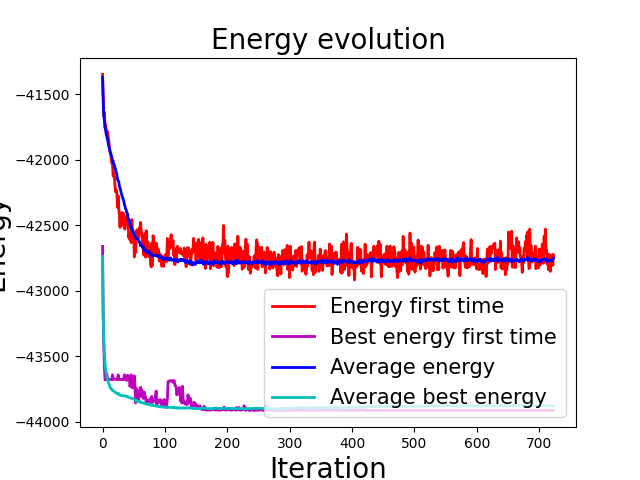 Energy evolution
Energy
−41500
−42000
−42500
−43000
−43500
−44000
Energy first time
Best energy first time
Average energy
Average best energy
0 100 200 300 400 500 600 700
Iteration